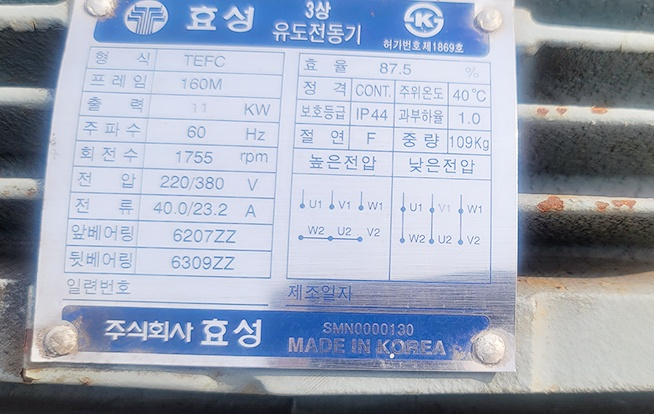 효성 3상 유도전동기
K
허가번호 제1869호
형 식 TEFC
프레임 160M
출 력 11 KW
주파수 60 Hz
회전수 1755 rpm
전 압 220/380 V
전 류 40.0/23.2 A
앞베어링 6207ZZ
뒷베어링 6309ZZ
일련번호
효 율 87.5 %
정 격 CONT. 주위온도 40℃
보호등급 IP44 과부하율 1.0
절 연 F 중 량 109Kg
높은전압 낮은전압
U1 V1 W1 U1 V1 W1
W2 U2 V2 W2 U2 V2
제조일자
주식회사 효성
SMN0000130
MADE IN KOREA